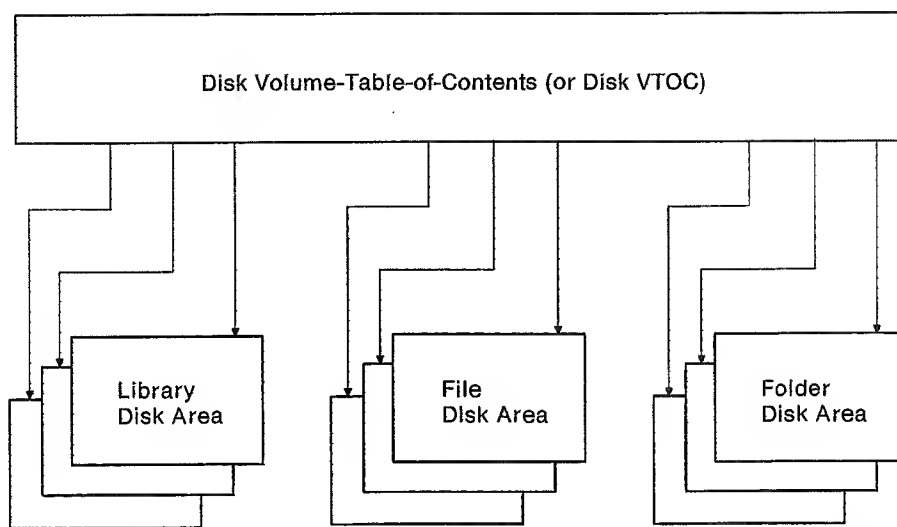 Disk Volume-Table-of-Contents (or Disk VTOC)
Library
Disk Area
File
Disk Area
Folder
Disk Area